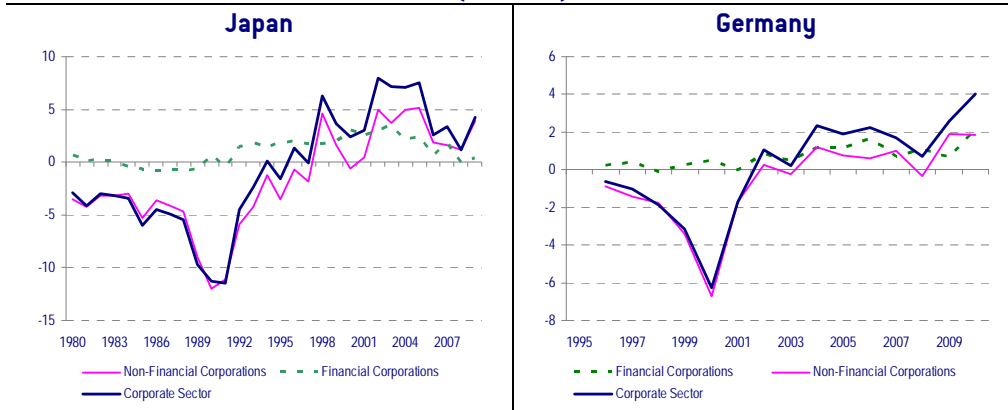 Japan
10
5
0
-5
-10
-15
1980 1983 1986 1989 1992 1995 1998 2001 2004 2007
Non-Financial Corporations Financial Corporations
Corporate Sector
Germany
6
4
2
0
-2
-4
-6
-8
1995 1997 1999 2001 2003 2005 2007 2009
Financial Corporations Non-Financial Corporations
Corporate Sector